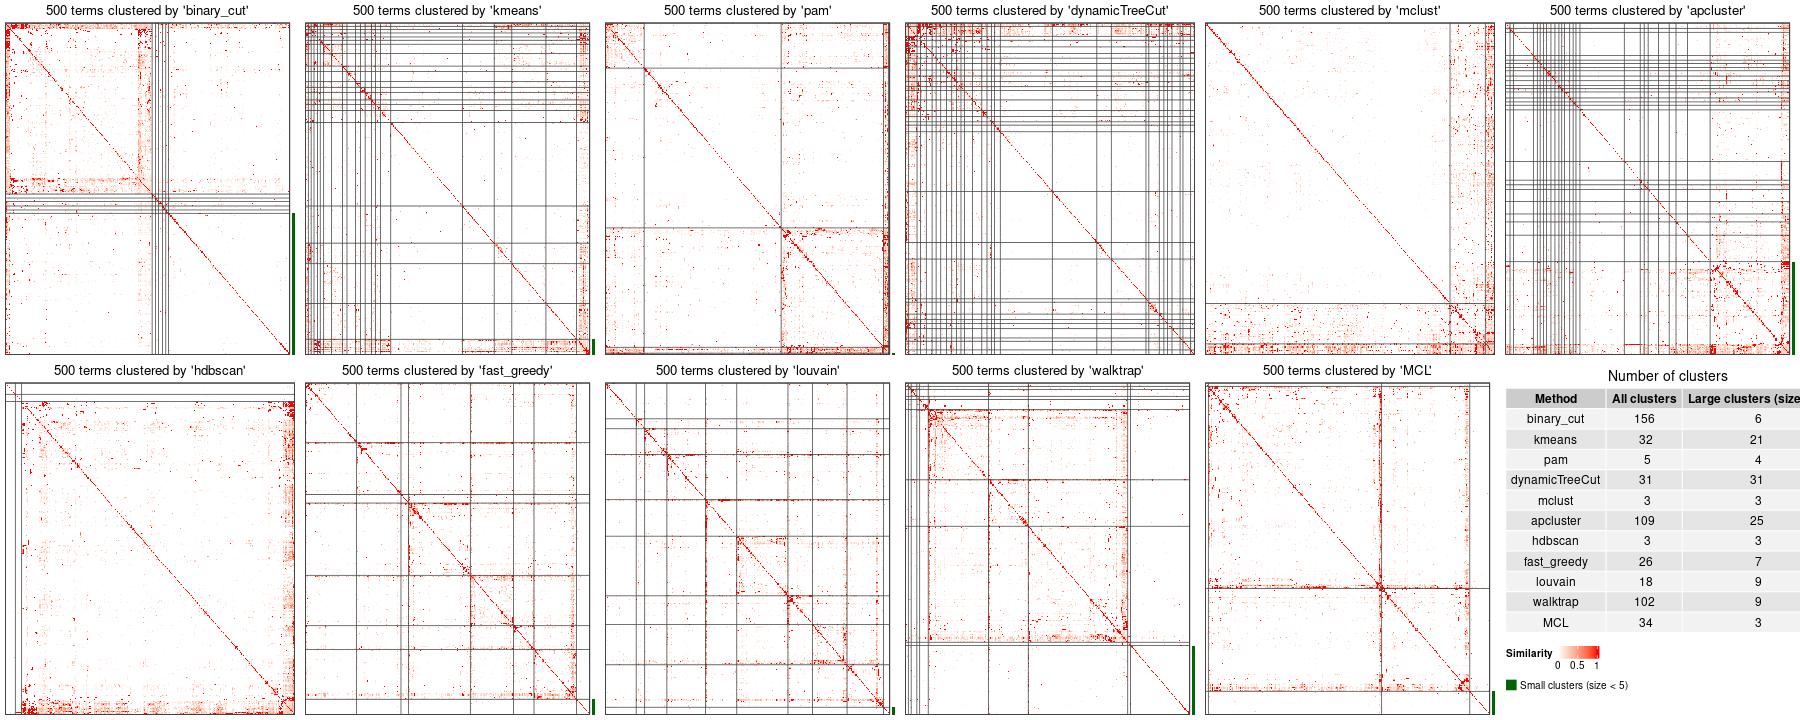 500 terms clustered by 'binary_cut'
500 terms clustered by 'kmeans'
500 terms clustered by 'pam'
500 terms clustered by 'dynamicTreeCut'
500 terms clustered by 'mclust'
500 terms clustered by 'apcluster'
500 terms clustered by 'hdbscan'
500 terms clustered by 'fast_greedy'
500 terms clustered by 'louvain'
500 terms clustered by 'walktrap'
500 terms clustered by 'MCL'
Number of clusters
Method All clusters Large clusters (size
binary_cut 156 6
kmeans 32 21
pam 5 4
dynamicTreeCut 31 31
mclust 3 3
apcluster 109 25
hdbscan 3 3
fast_greedy 26 7
louvain 18 9
walktrap 102 9
MCL 34 3
Similarity
0 0.5 1
Small clusters (size < 5)